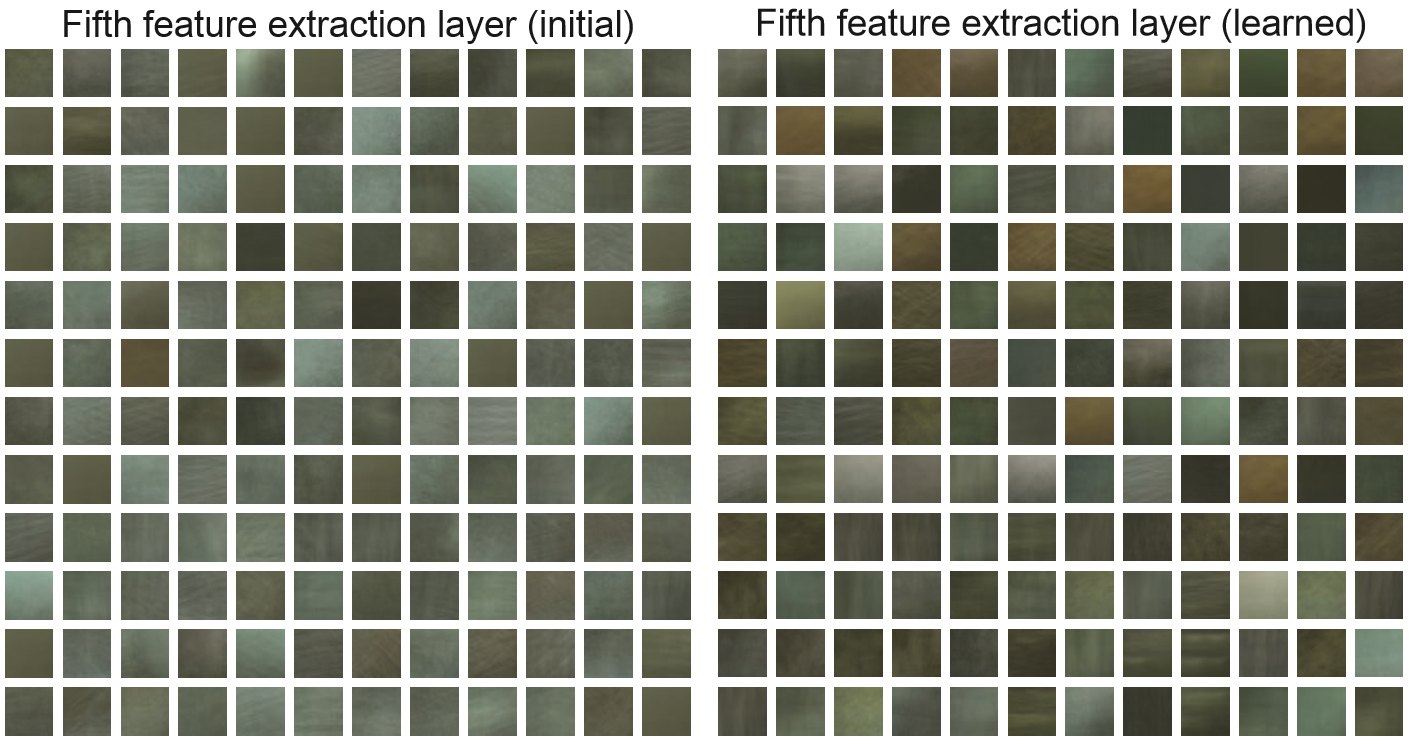 Fifth feature extraction layer (initial)
Fifth feature extraction layer (learned)